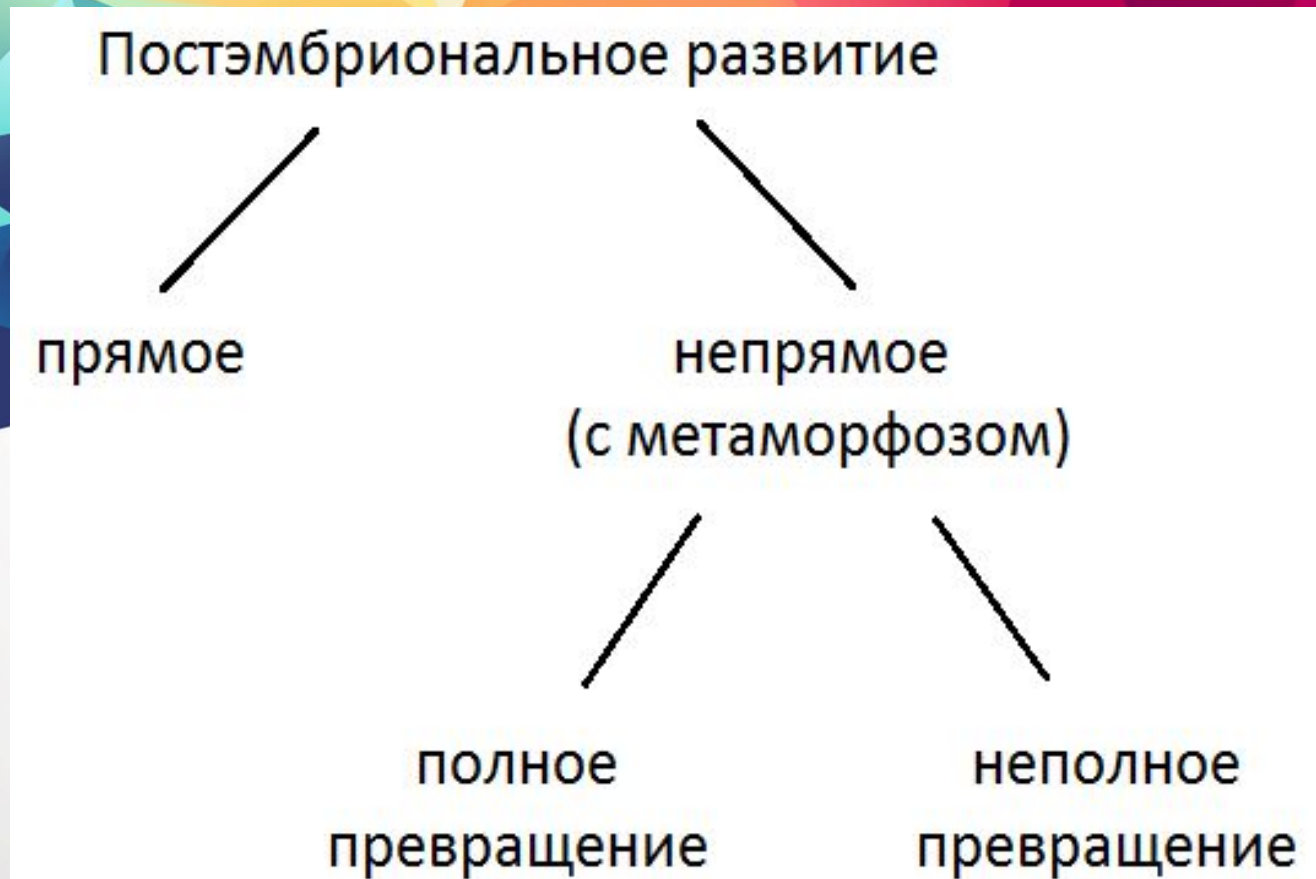 Постэмбриональное развитие
прямое
непрямое
(с метаморфозом)
полное
превращение
неполное
превращение